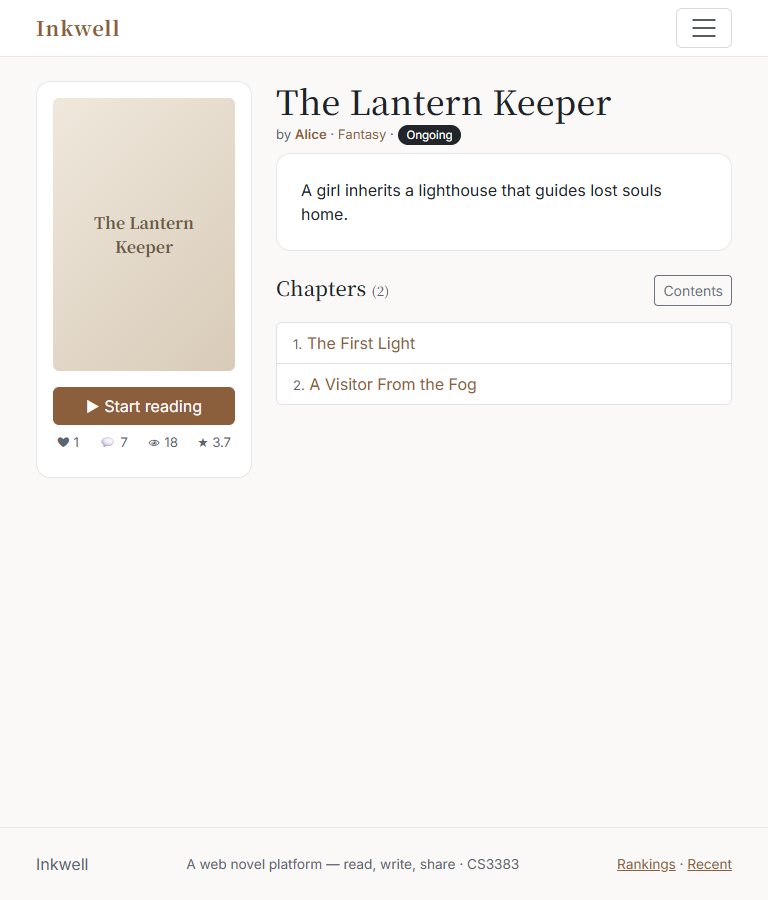 Inkwell
The Lantern
Keeper
▶ Start reading
♥ 1 💬 7 👁 18 ★ 3.7
The Lantern Keeper
by Alice · Fantasy · Ongoing
A girl inherits a lighthouse that guides lost souls
home.
Chapters (2)
Contents
1. The First Light
2. A Visitor From the Fog
Inkwell
A web novel platform — read, write, share · CS3383
Rankings · Recent